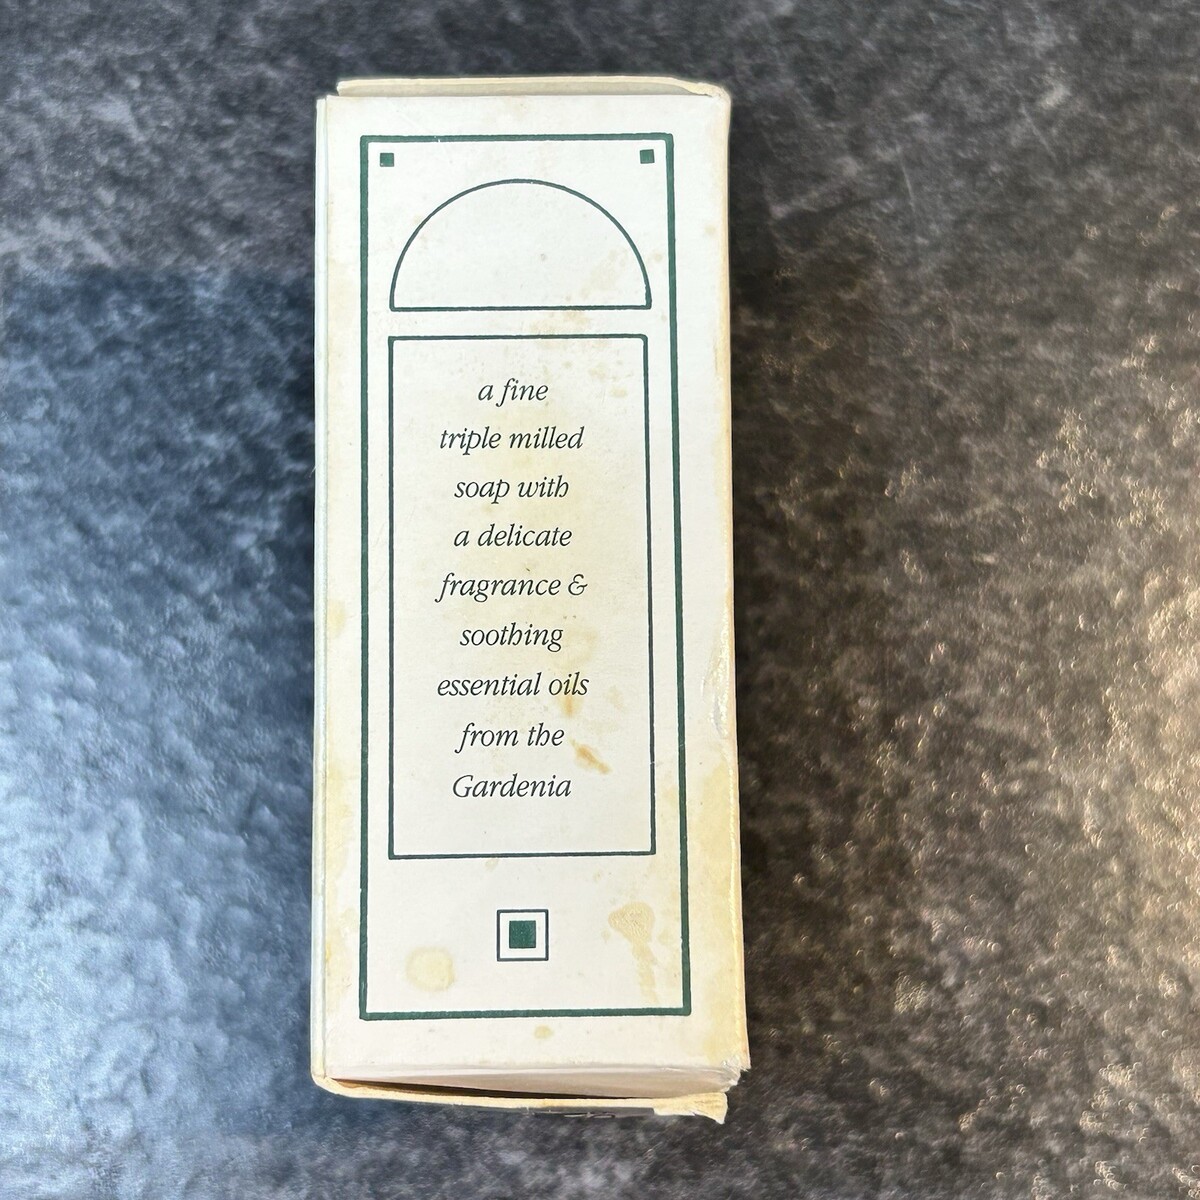 a fine
triple milled
soap with
a delicate
fragrance &
soothing
essential oils
from the
Gardenia